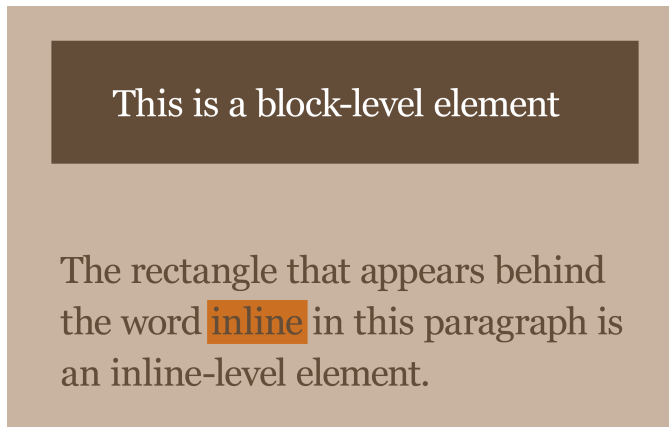 This is a block-level element
The rectangle that appears behind
the word inline in this paragraph is
an inline-level element.